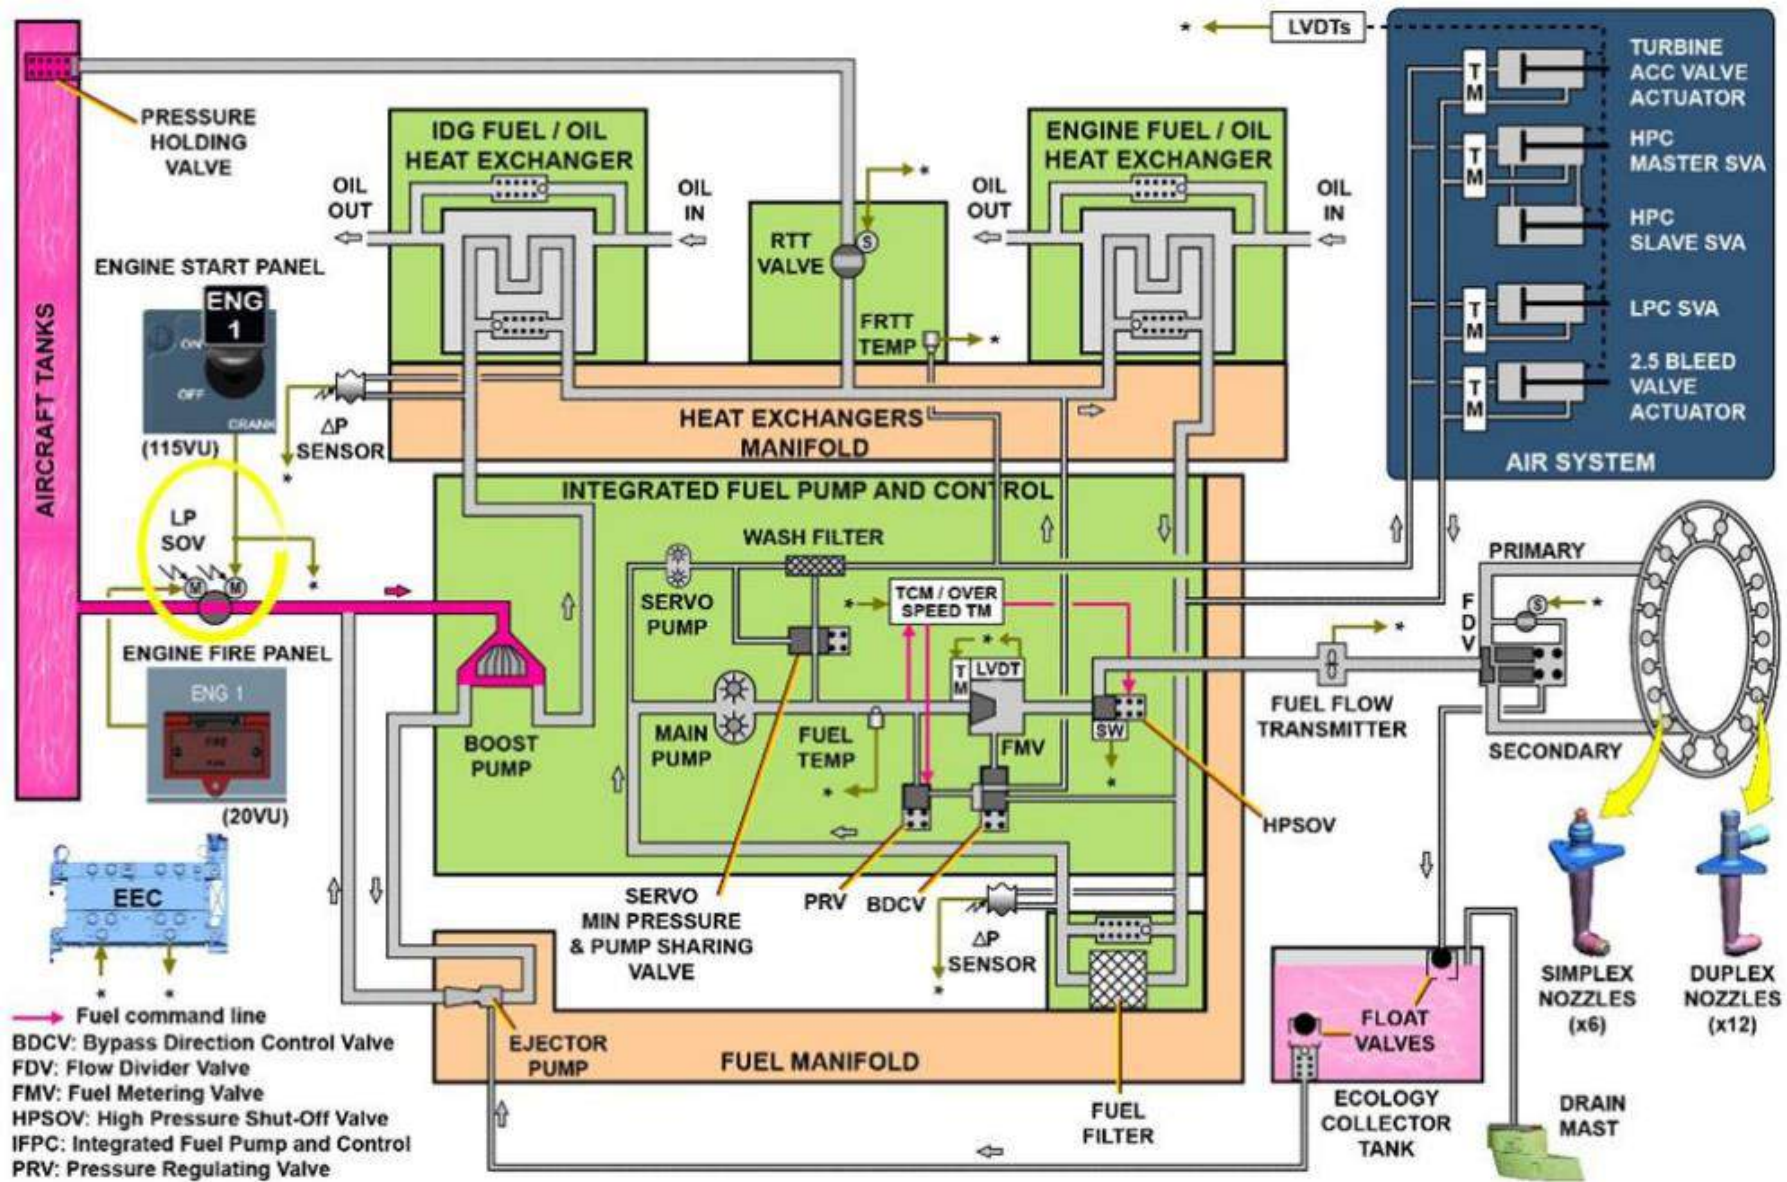 LVDTs
TURBINE
ACC VALVE
ACTUATOR
T
M
HPC
MASTER SVA
T
M
HPC
SLAVE SVA
LPC SVA
T
M
2.5 BLEED
VALVE
ACTUATOR
T
M
AIR SYSTEM
AIRCRAFT TANKS
PRESSURE
HOLDING
VALVE
IDG FUEL / OIL
HEAT EXCHANGER
OIL
OUT
OIL
IN
RTT
VALVE
S
FRTT
TEMP
ENGINE FUEL / OIL
HEAT EXCHANGER
OIL
OUT
OIL
IN
HEAT EXCHANGERS
MANIFOLD
ENGINE START PANEL
ENG
1
ON
OFF
CRANK
(115VU)
ΔP
SENSOR
LP
SOV
M
M
ENGINE FIRE PANEL
ENG 1
FIRE
(20VU)
INTEGRATED FUEL PUMP AND CONTROL
WASH FILTER
SERVO
PUMP
TCM / OVER
SPEED TM
T
M
LVDT
BOOST
PUMP
MAIN
PUMP
FUEL
TEMP
FMV
SW
HPSOV
PRV
BDCV
SERVO
MIN PRESSURE
& PUMP SHARING
VALVE
ΔP
SENSOR
EJECTOR
PUMP
FUEL MANIFOLD
FUEL
FILTER
FUEL FLOW
TRANSMITTER
F
D
V
S
PRIMARY
SECONDARY
SIMPLEX
NOZZLES
(x6)
DUPLEX
NOZZLES
(x12)
FLOAT
VALVES
ECOLOGY
COLLECTOR
TANK
DRAIN
MAST
EEC
Fuel command line
BDCV: Bypass Direction Control Valve
FDV: Flow Divider Valve
FMV: Fuel Metering Valve
HPSOV: High Pressure Shut-Off Valve
IFPC: Integrated Fuel Pump and Control
PRV: Pressure Regulating Valve